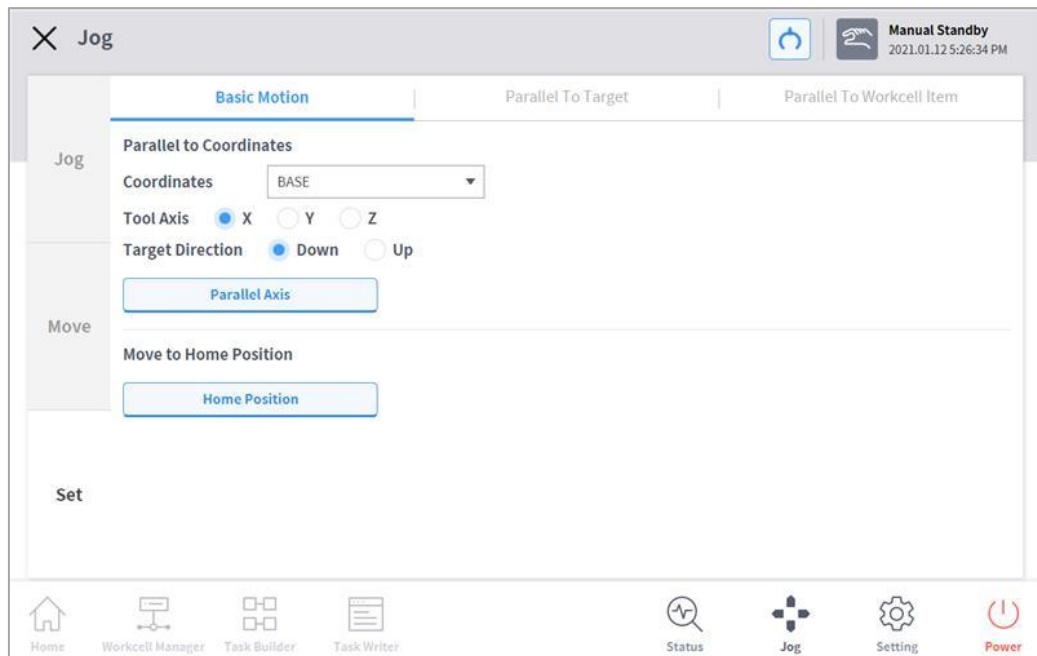 Jog
Manual Standby
2021.01.12 5:26:34 PM
Jog
Move
Set
Basic Motion
Parallel To Target
Parallel To Workcell Item
Parallel to Coordinates
Coordinates BASE
Tool Axis X Y Z
Target Direction Down Up
Parallel Axis
Move to Home Position
Home Position
Home
Workcell Manager
Task Builder
Task Writer
Status
Jog
Setting
Power